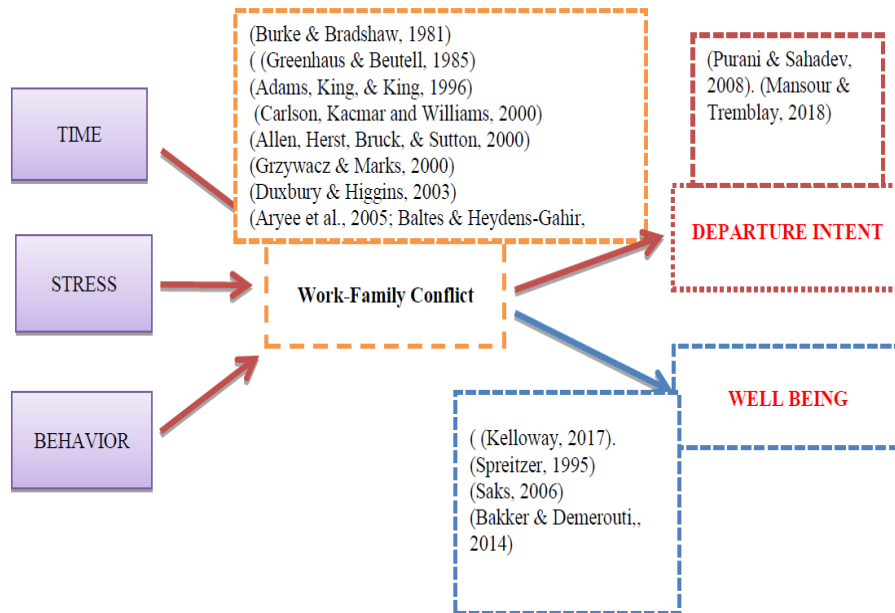 TIME
STRESS
BEHAVIOR
(Burke & Bradshaw, 1981)
( (Greenhaus & Beutell, 1985)
(Adams, King, & King, 1996)
(Carlson, Kacmar and Williams, 2000)
(Allen, Herst, Bruck, & Sutton, 2000)
(Grzywacz & Marks, 2000)
(Duxbury & Higgins, 2003)
(Aryee et al., 2005; Baltes & Heydens-Gahir,
Work-Family Conflict
(Purani & Sahadev,
2008). (Mansour &
Tremblay, 2018)
DEPARTURE INTENT
WELL BEING
( (Kelloway, 2017).
(Spreitzer, 1995)
(Saks, 2006)
(Bakker & Demerouti,,
2014)